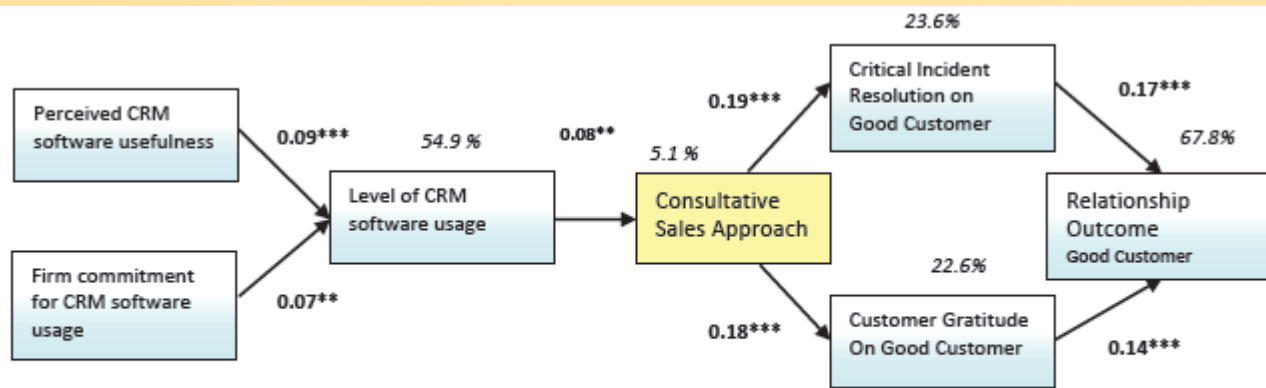 23.6%
Critical Incident
Resolution on
Good Customer
0.19***
0.17***
Perceived CRM
software usefulness
0.09***
54.9 %
0.08**
5.1 %
67.8%
Level of CRM
software usage
Consultative
Sales Approach
Relationship
Outcome
Good Customer
Firm commitment
for CRM software
usage
0.07**
22.6%
0.18***
Customer Gratitude
On Good Customer
0.14***